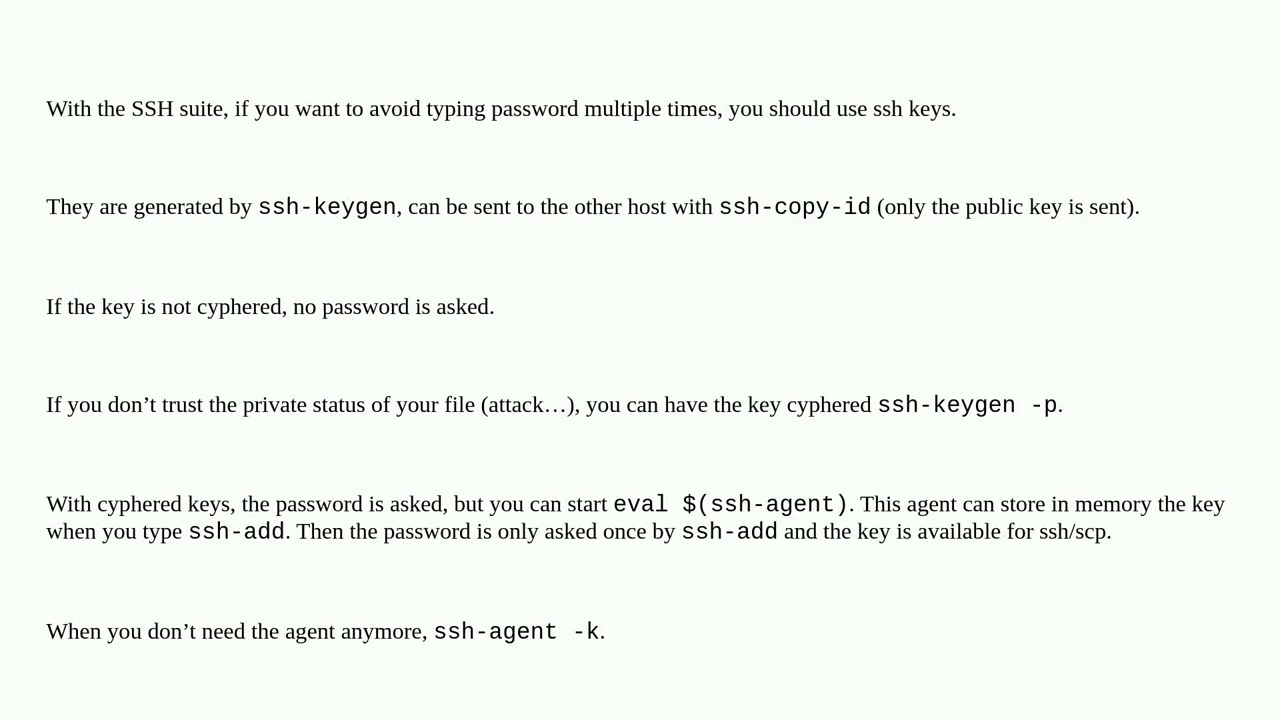 With the SSH suite, if you want to avoid typing password multiple times, you should use ssh keys.
They are generated by ssh-keygen, can be sent to the other host with ssh-copy-id (only the public key is sent).
If the key is not cyphered, no password is asked.
If you don’t trust the private status of your file (attack…), you can have the key cyphered ssh-keygen -p.
With cyphered keys, the password is asked, but you can start eval $(ssh-agent). This agent can store in memory the key
when you type ssh-add. Then the password is only asked once by ssh-add and the key is available for ssh/scp.
When you don’t need the agent anymore, ssh-agent -k.